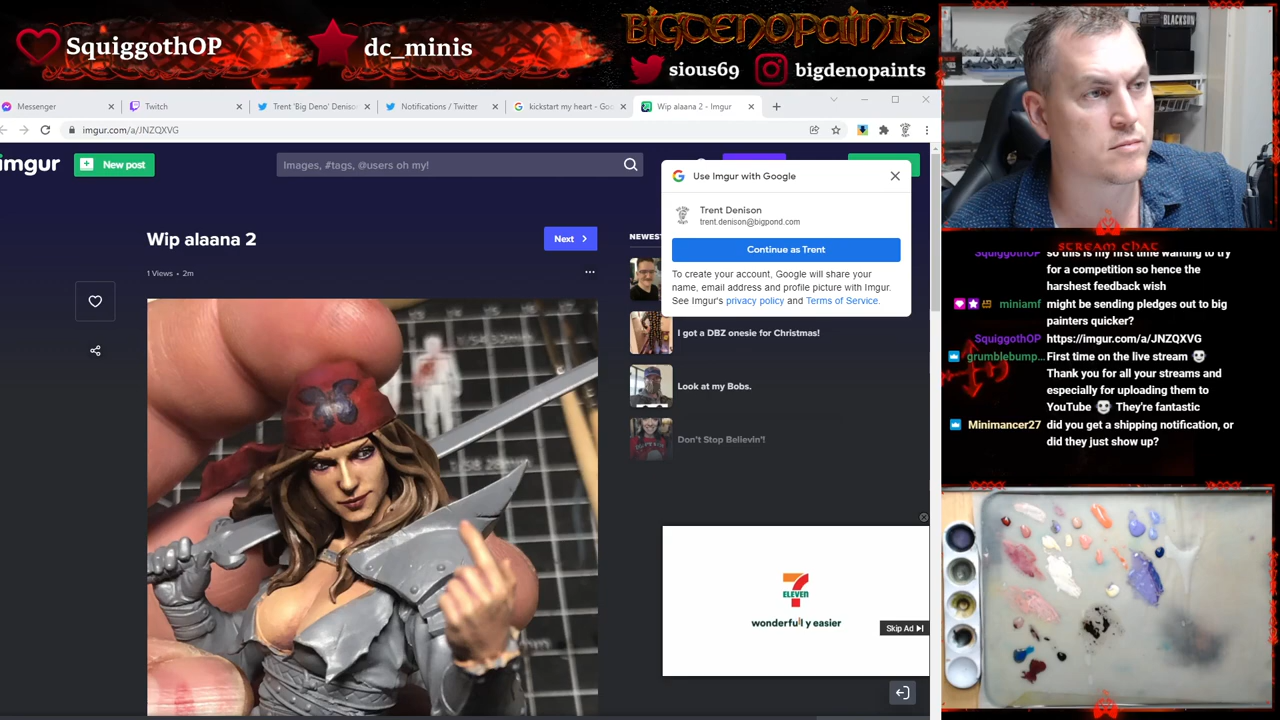 SquiggothOP
dc_minis
BIGDENOPAINTS
sious69
bigdenopaints
BLACKSUN
Messenger
Twitch
Trent 'Big Deno' Deniso
Notifications / Twitter
kickstart my heart - Goo
Wip alaana 2 - Imgur
imgur.com/a/JNZQXVG
imgur
New post
Images, #tags, @users oh my!
Use Imgur with Google
Trent Denison
trent.denison@bigpond.com
Continue as Trent
To create your account, Google will share your
name, email address and profile picture with Imgur.
See Imgur's privacy policy and Terms of Service.
Wip alaana 2
Next
NEWES
1 Views • 2m
I got a DBZ onesie for Christmas!
Look at my Bobs.
Don't Stop Believin'!
7
ELEVEN
wonderfully easier
Skip Ad
STREAM CHAT
SquiggothOP so this is my first time wanting to try
for a competition so hence the
harshest feedback wish
miniamf might be sending pledges out to big
painters quicker?
SquiggothOP https://imgur.com/a/JNZQXVG
grumblebump... First time on the live stream
Thank you for all your streams and
especially for uploading them to
YouTube They're fantastic
Minimancer27 did you get a shipping notification, or
did they just show up?